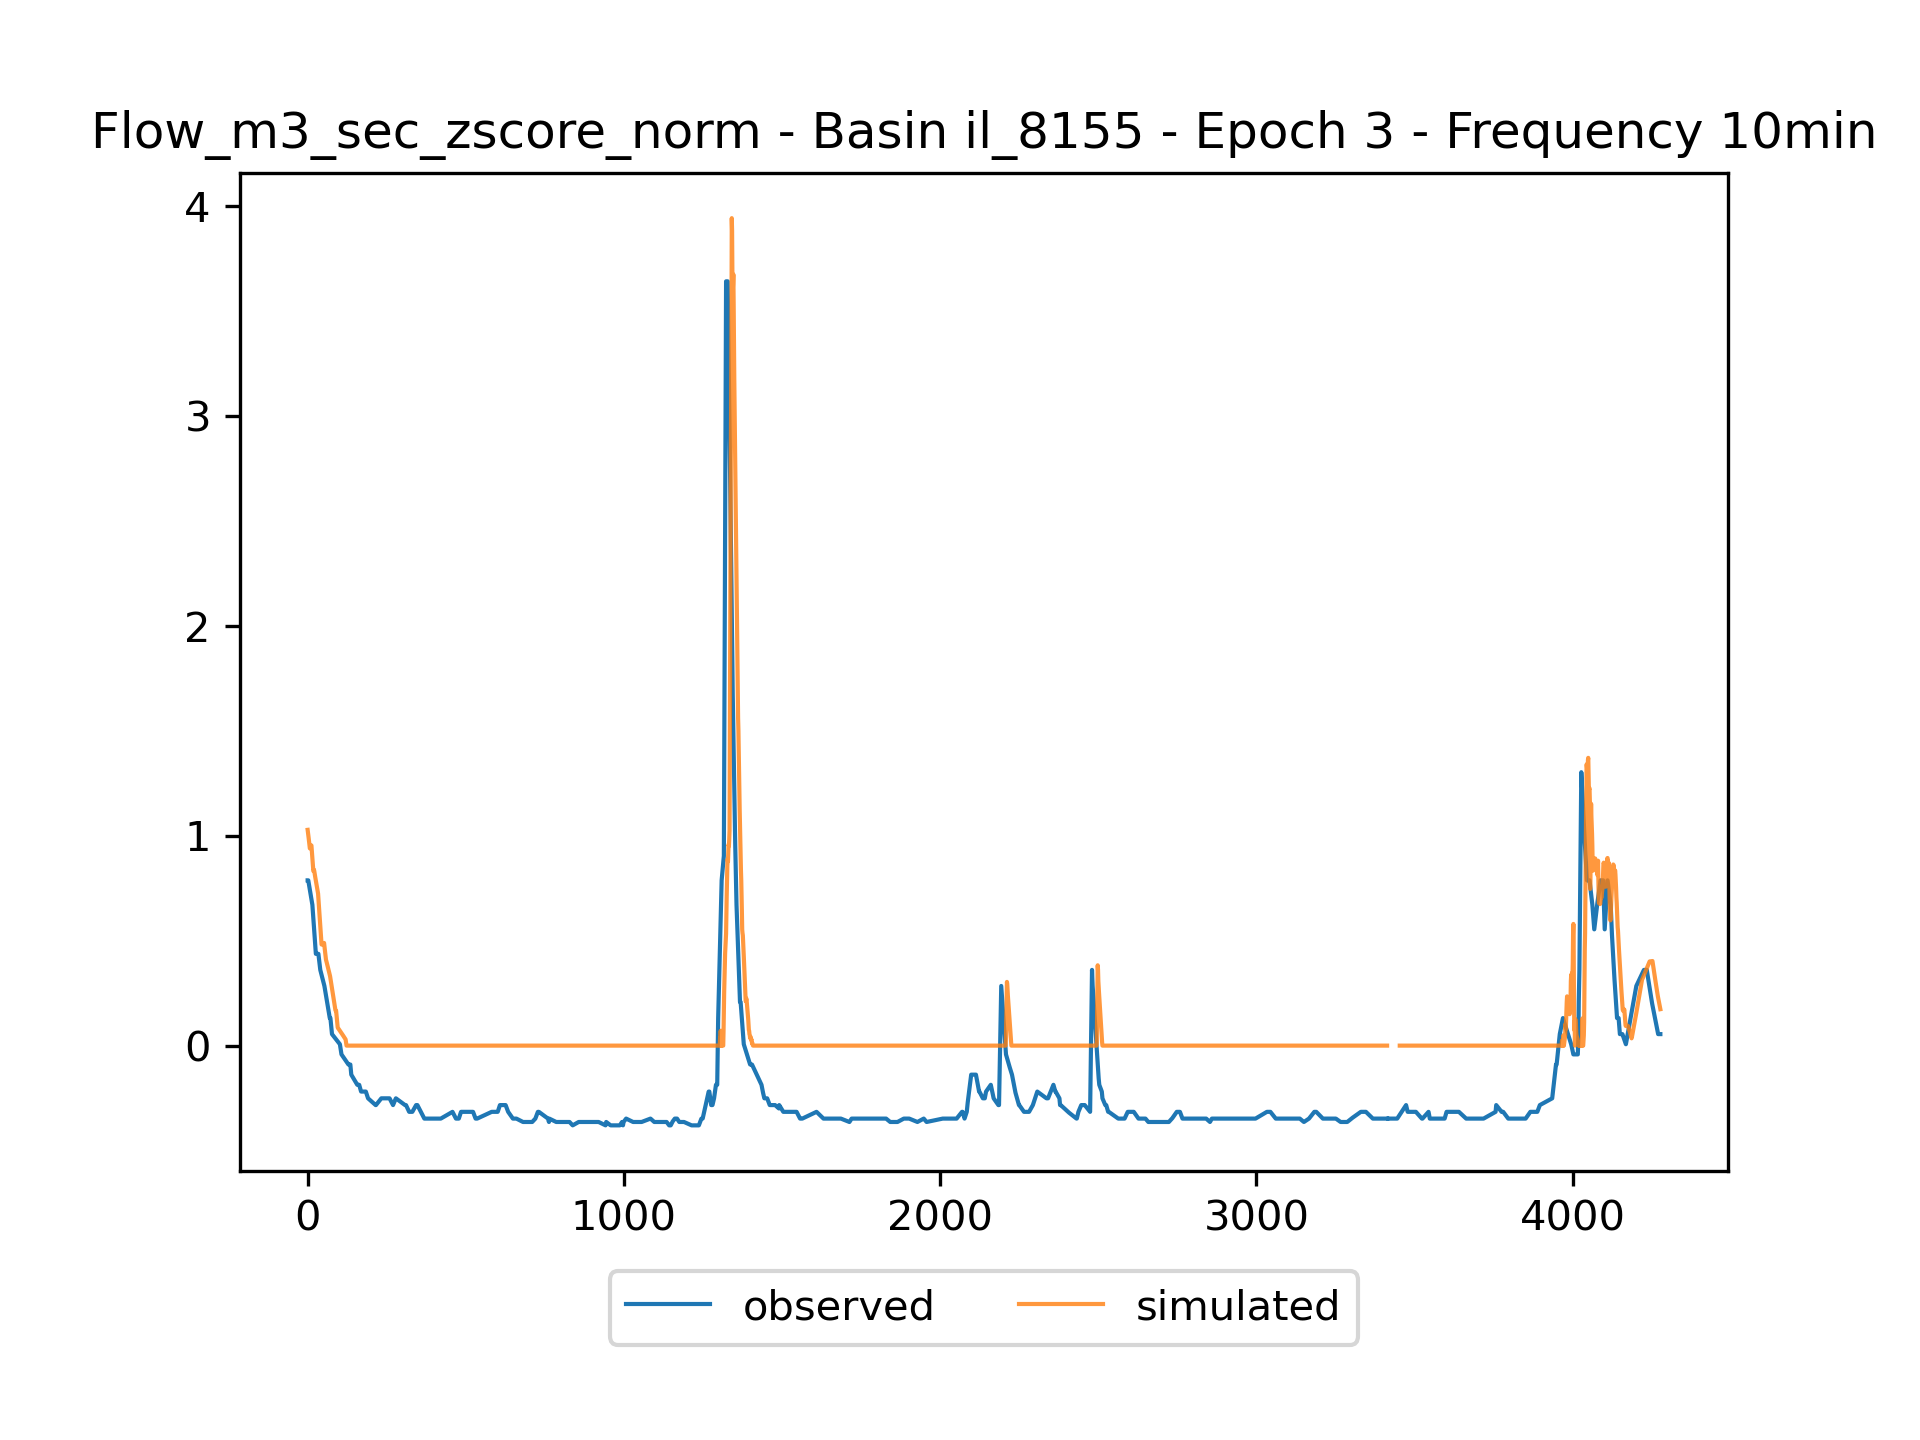 Flow_m3_sec_zscore_norm - Basin il_8155 - Epoch 3 - Frequency 10min
4
3
2
1
0
0 1000 2000 3000 4000
observed simulated